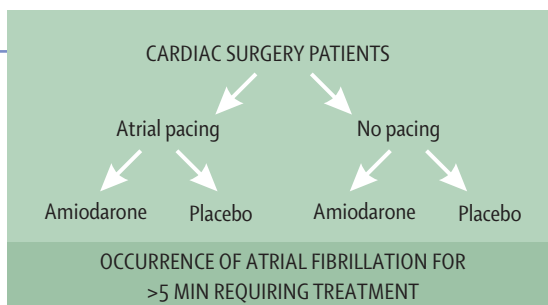 CARDIAC SURGERY PATIENTS
Atrial pacing No pacing
Amiodarone Placebo Amiodarone Placebo
OCCURRENCE OF ATRIAL FIBRILLATION FOR
>5 MIN REQUIRING TREATMENT